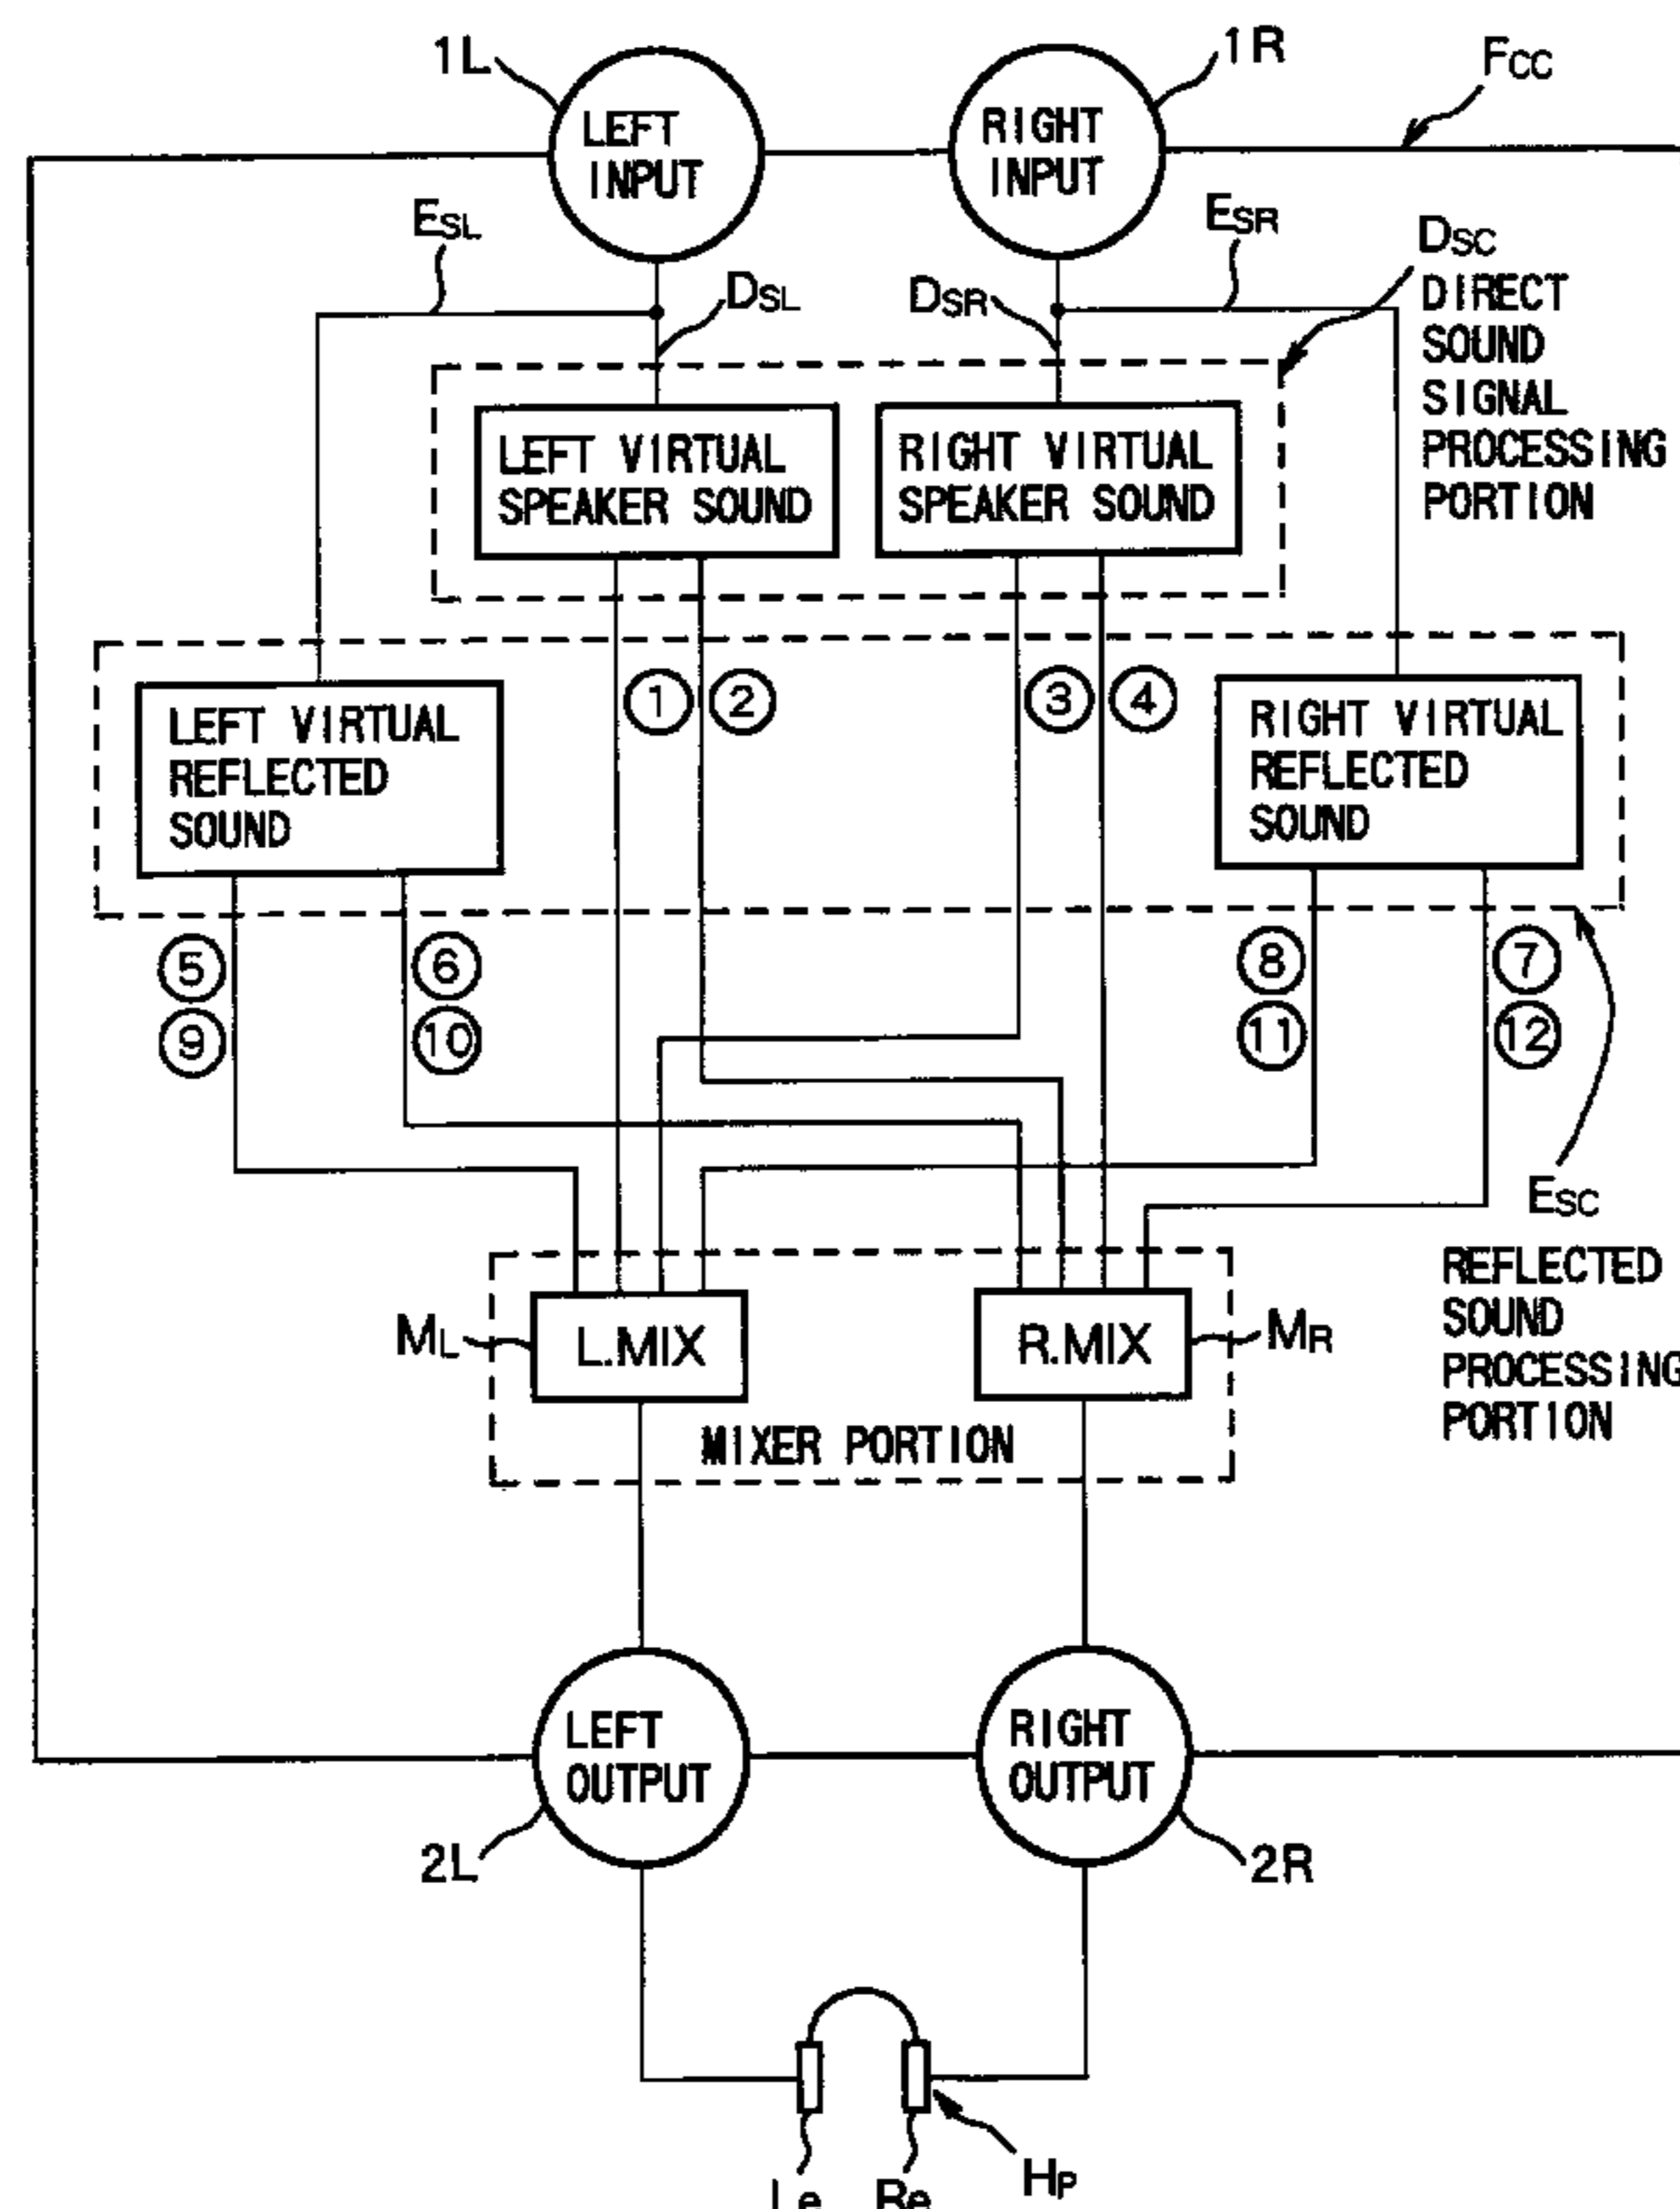 1L
1R
FCC
LEFT
INPUT
RIGHT
INPUT
ESL
ESR
DSC
DSL
DSR
DIRECT
SOUND
SIGNAL
PROCESSING
PORTION
LEFT VIRTUAL
SPEAKER SOUND
RIGHT VIRTUAL
SPEAKER SOUND
① ② ③ ④
LEFT VIRTUAL
REFLECTED
SOUND
RIGHT VIRTUAL
REFLECTED
SOUND
⑤ ⑥ ⑧ ⑦
⑨ ⑩ ⑪ ⑫
ESC
REFLECTED
SOUND
PROCESSING
PORTION
ML
L.MIX
R.MIX
MR
MIXER PORTION
LEFT
OUTPUT
RIGHT
OUTPUT
2L
2R
HP
Le
Re